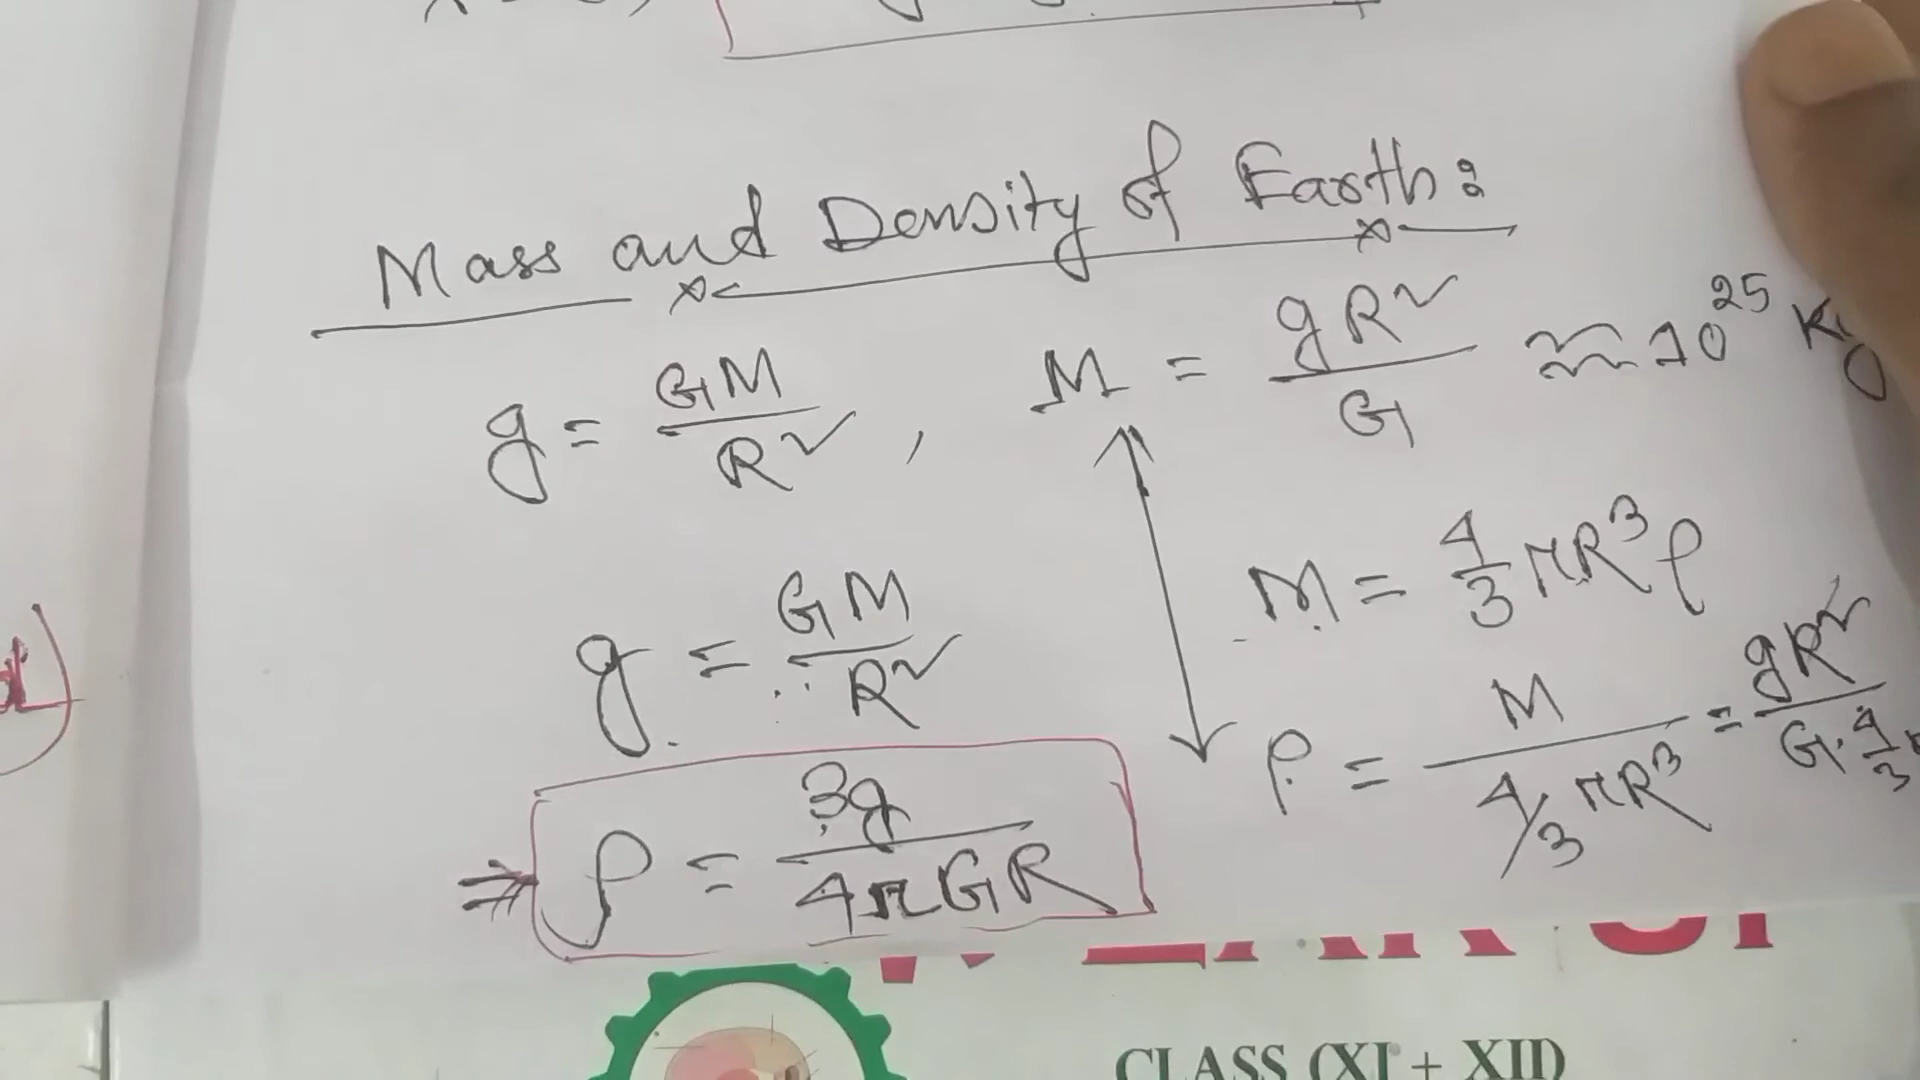 Mass and Density of Earth:
g = GM/R², M = gR²/G ≈ 10²⁵ Kg
M = 4/3 πR³ρ
g = GM/R²
ρ = M / 4/3 πR³ = gR² / G·4/3
⇒ ρ = 3g/4πGR
CLASS (XI + XII)